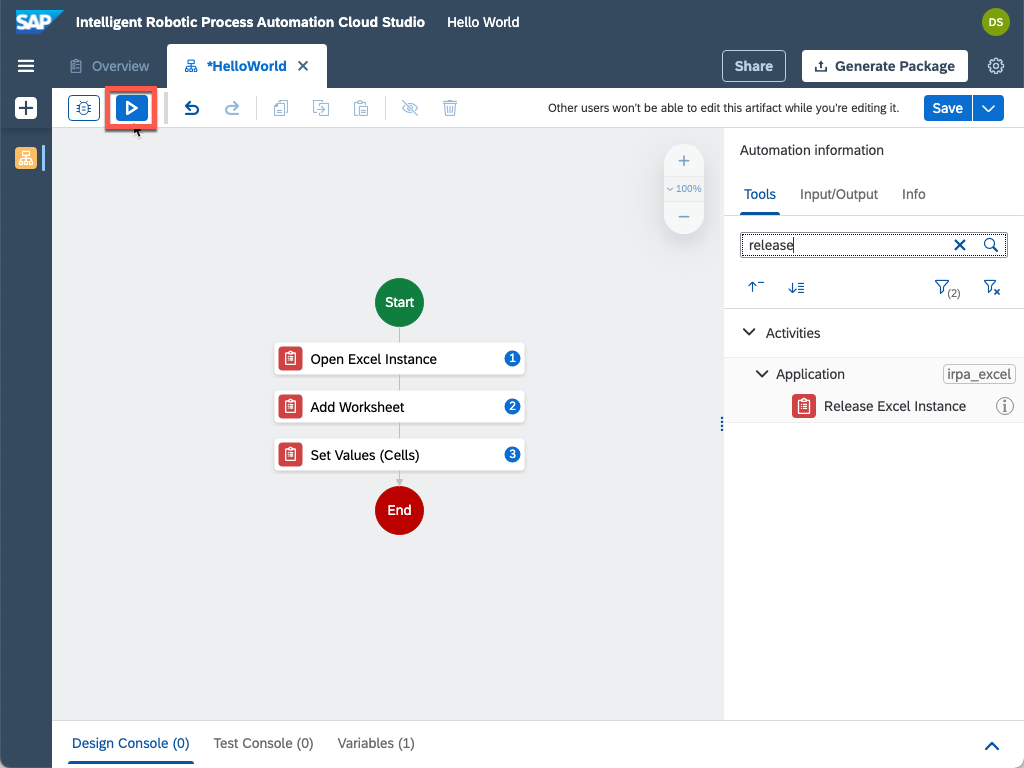 SAP Intelligent Robotic Process Automation Cloud Studio Hello World DS
Overview *HelloWorld Share Generate Package
Other users won't be able to edit this artifact while you're editing it. Save
Automation information
Tools Input/Output Info
100%
release
(2)
Start
Activities
Open Excel Instance 1
Application irpa_excel
Add Worksheet 2
Release Excel Instance
Set Values (Cells) 3
End
Design Console (0) Test Console (0) Variables (1)